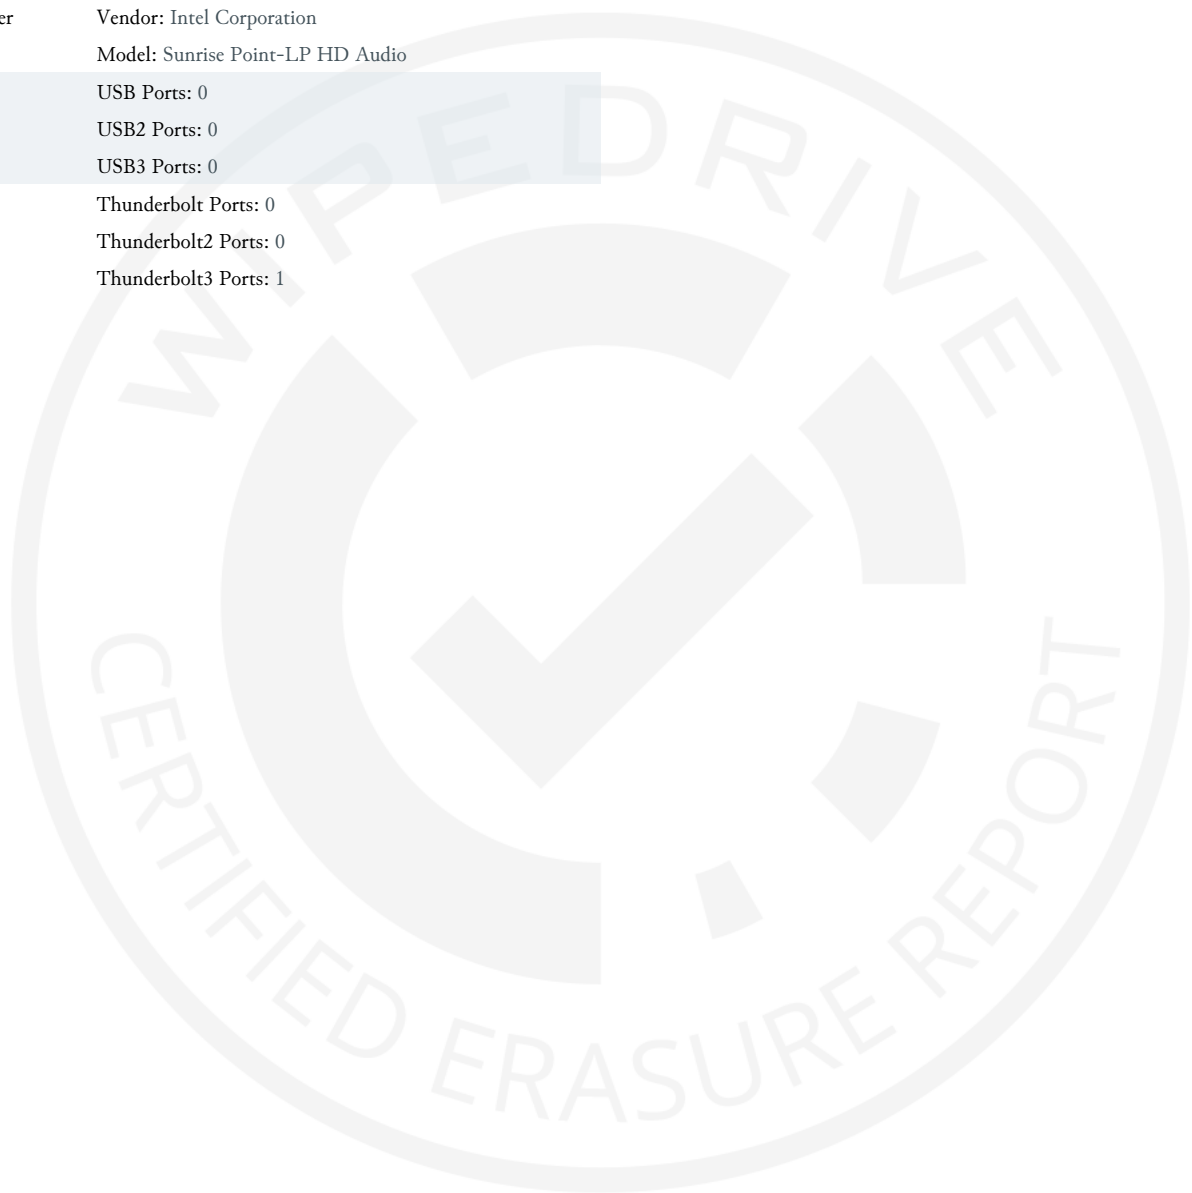 er Vendor: Intel Corporation
Model: Sunrise Point-LP HD Audio
USB Ports: 0
USB2 Ports: 0
USB3 Ports: 0
Thunderbolt Ports: 0
Thunderbolt2 Ports: 0
Thunderbolt3 Ports: 1
WIPEDRIVE
CERTIFIED ERASURE REPORT